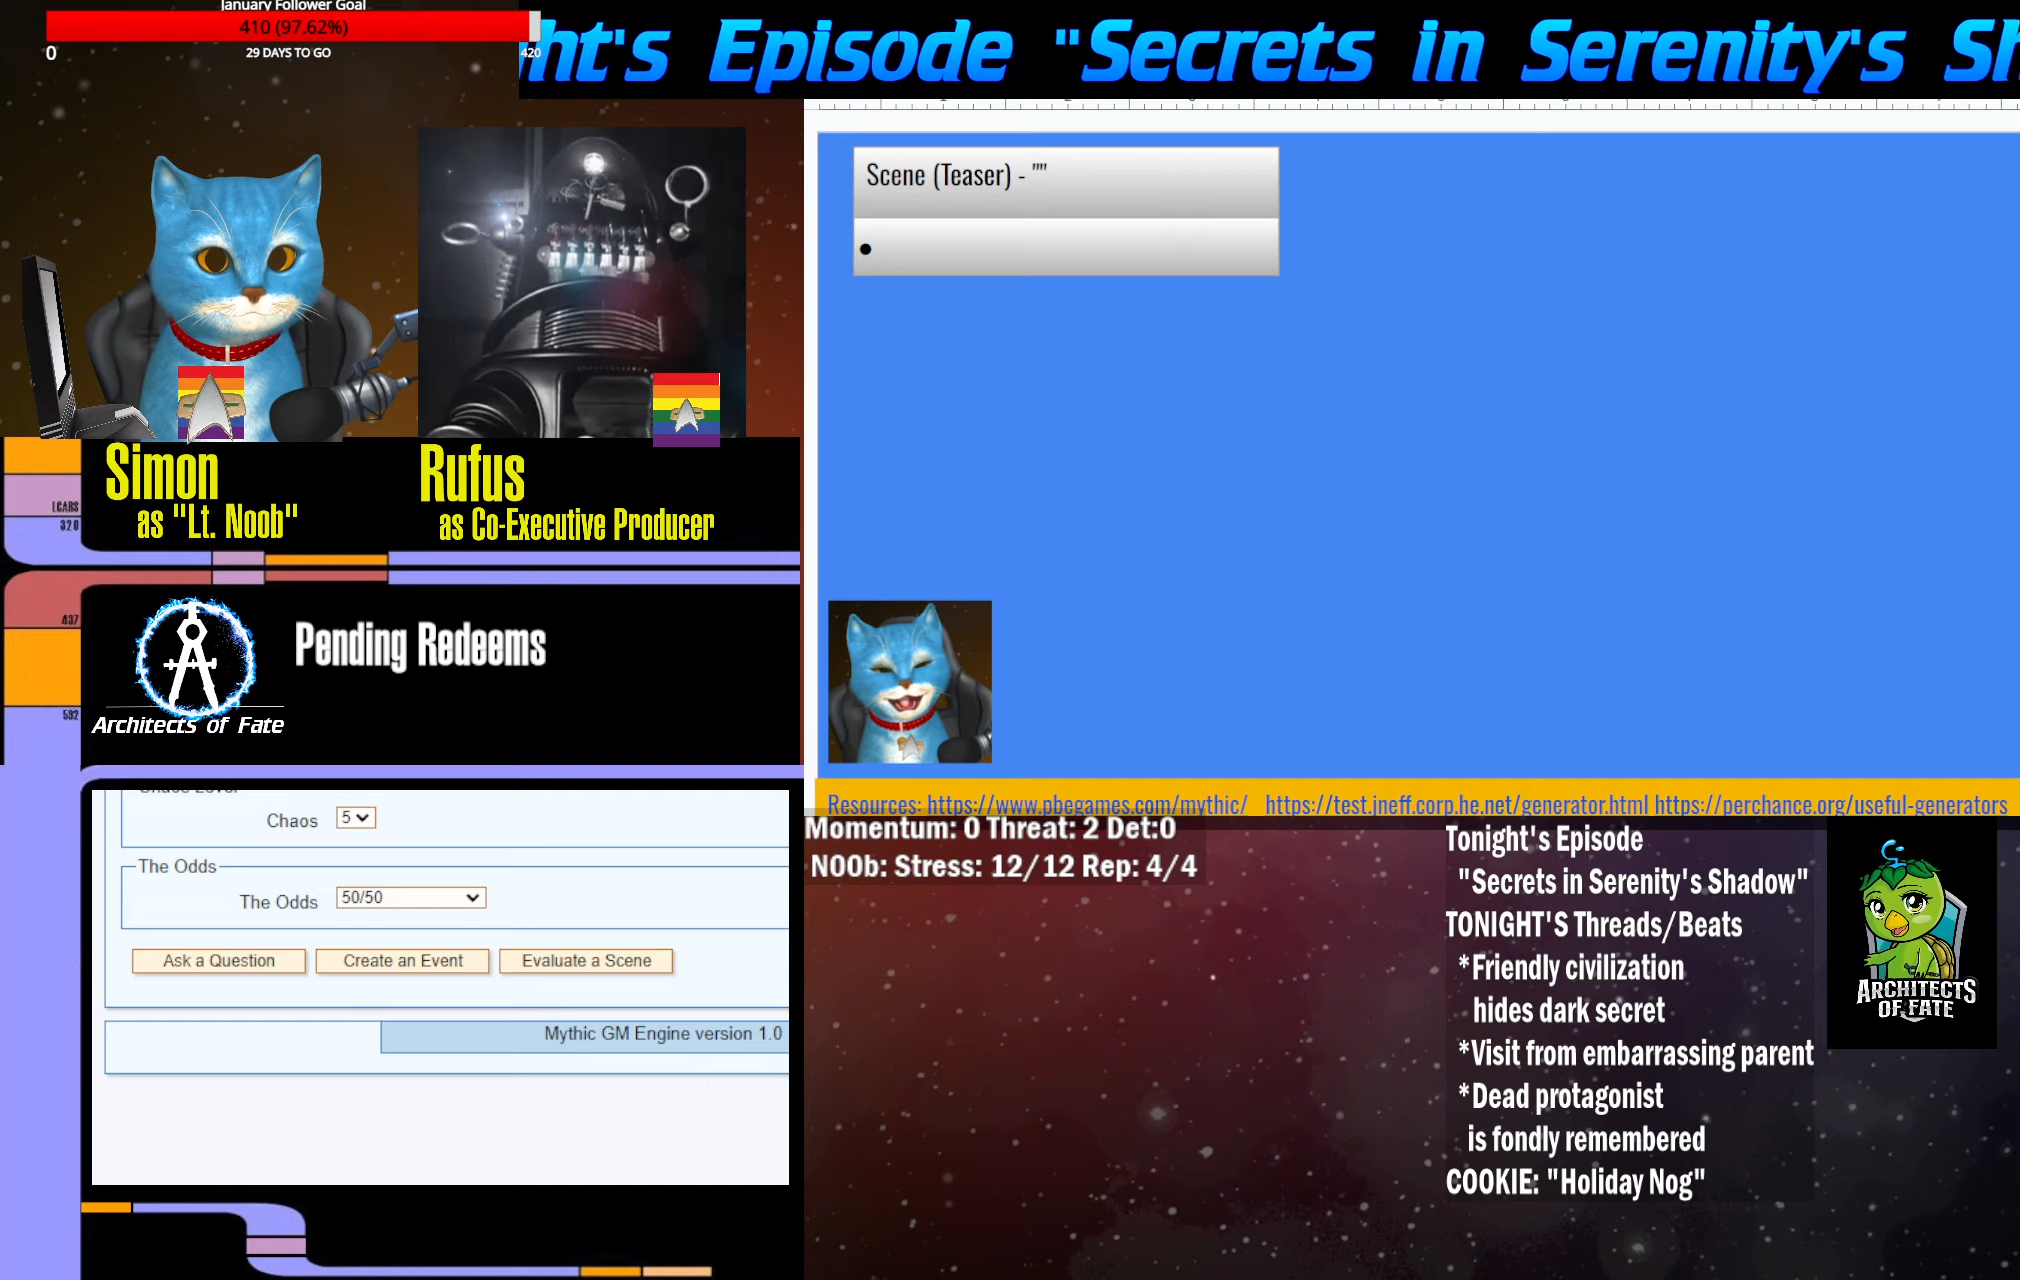 January Follower Goal
410 (97.62%)
0
29 DAYS TO GO
420
ht's Episode "Secrets in Serenity's Sh
Scene (Teaser) - ""
●
Simon
as "Lt. Noob"
Rufus
as Co-Executive Producer
LCARS
320
437
Pending Redeems
Architects of Fate
592
Chaos Level
Chaos
5
The Odds
The Odds
50/50
Ask a Question
Create an Event
Evaluate a Scene
Mythic GM Engine version 1.0
Resources: https://www.pbegames.com/mythic/ https://test.jneff.corp.he.net/generator.html https://perchance.org/useful-generators
Momentum: 0 Threat: 2 Det:0
N00b: Stress: 12/12 Rep: 4/4
Tonight's Episode
"Secrets in Serenity's Shadow"
TONIGHT'S Threads/Beats
*Friendly civilization
hides dark secret
*Visit from embarrassing parent
*Dead protagonist
is fondly remembered
COOKIE: "Holiday Nog"
ARCHITECTS
OF FATE